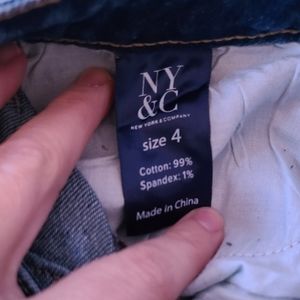 NY
&C
NEW YORK & COMPANY
size 4
Cotton: 99%
Spandex: 1%
Made in China